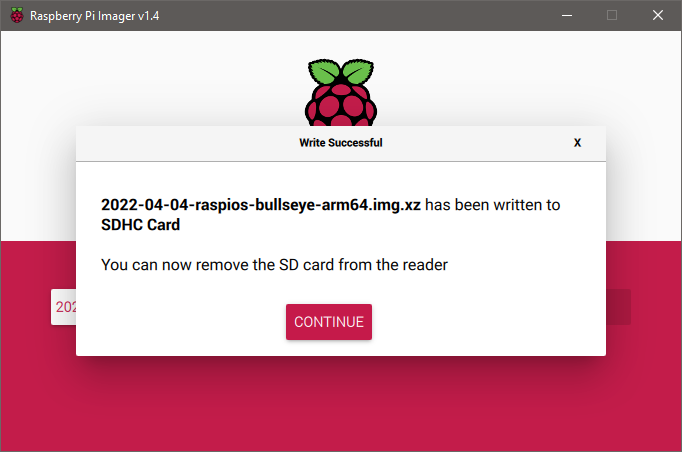 Raspberry Pi Imager v1.4
Write Successful
X
2022-04-04-raspios-bullseye-arm64.img.xz has been written to
SDHC Card
You can now remove the SD card from the reader
202
CONTINUE